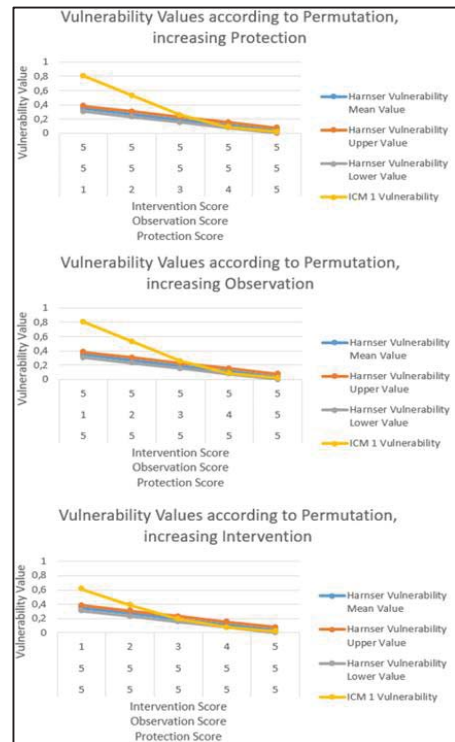 Vulnerability Values according to Permutation,
increasing Protection
Vulnerability Value
1
0,8
0,6
0,4
0,2
0
5 5 5 5 5
5 5 5 5 5
1 2 3 4 5
Intervention Score
Observation Score
Protection Score
Harnser Vulnerability
Mean Value
Harnser Vulnerability
Upper Value
Harnser Vulnerability
Lower Value
ICM 1 Vulnerability
Vulnerability Values according to Permutation,
increasing Observation
Vulnerability Value
1
0,8
0,6
0,4
0,2
0
5 5 5 5 5
1 2 3 4 5
5 5 5 5 5
Intervention Score
Observation Score
Protection Score
Harnser Vulnerability
Mean Value
Harnser Vulnerability
Upper Value
Harnser Vulnerability
Lower Value
ICM 1 Vulnerability
Vulnerability Values according to Permutation,
increasing Intervention
Vulnerability Value
1
0,8
0,6
0,4
0,2
0
1 2 3 4 5
5 5 5 5 5
5 5 5 5 5
Intervention Score
Observation Score
Protection Score
Harnser Vulnerability
Mean Value
Harnser Vulnerability
Upper Value
Harnser Vulnerability
Lower Value
ICM 1 Vulnerability